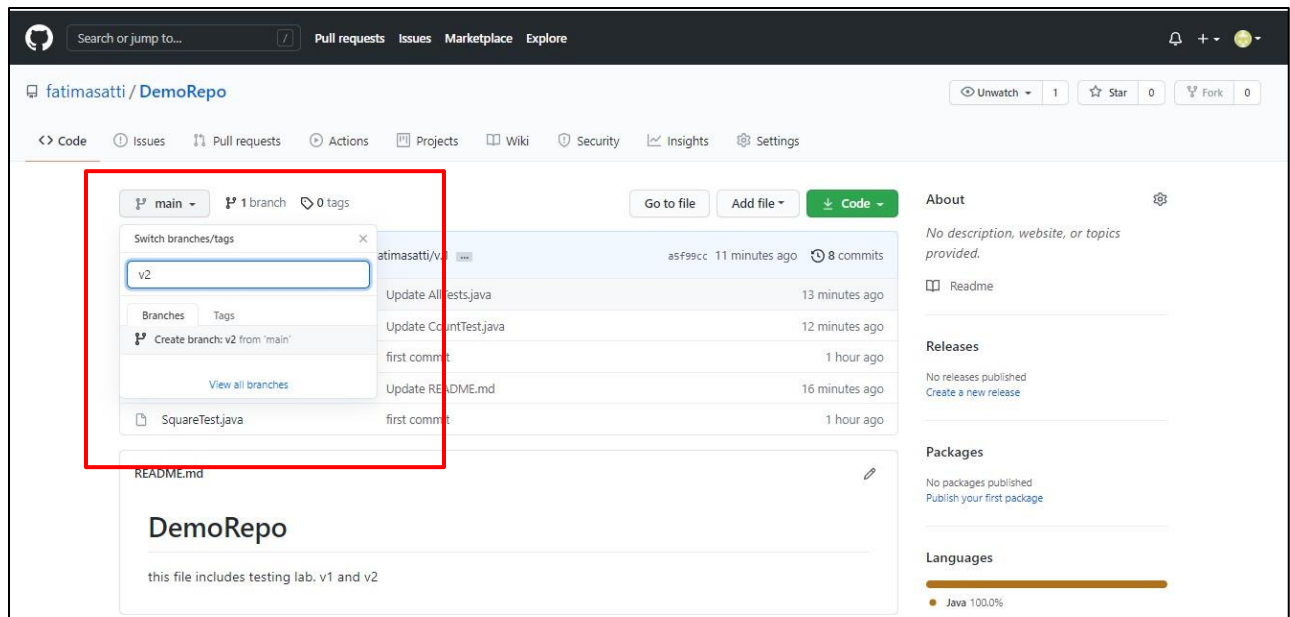 Search or jump to... / Pull requests Issues Marketplace Explore
fatimasatti / DemoRepo
Unwatch 1 Star 0 Fork 0
Code Issues Pull requests Actions Projects Wiki Security Insights Settings
main 1 branch 0 tags
Go to file Add file Code
Switch branches/tags
v2
Branches Tags
Create branch: v2 from 'main'
View all branches
a5f99cc 11 minutes ago 8 commits
Update AllTests.java 13 minutes ago
Update CountTest.java 12 minutes ago
first commit 1 hour ago
Update README.md 16 minutes ago
SquareTest.java first commit 1 hour ago
README.md
DemoRepo
this file includes testing lab. v1 and v2
About
No description, website, or topics
provided.
Readme
Releases
No releases published
Create a new release
Packages
No packages published
Publish your first package
Languages
Java 100.0%